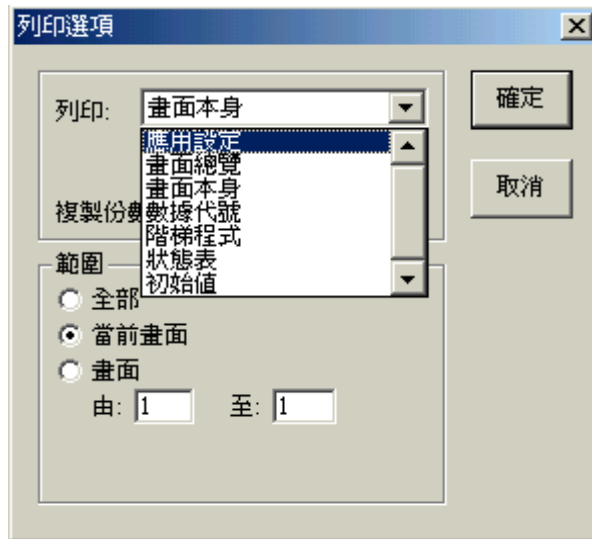 列印選項
列印: 畫面本身
確定
應用設定
畫面總覽
畫面本身
取消
複製份數
數據代號
階梯程式
狀態表
初始值
範圍
全部
當前畫面
畫面
由: 1 至: 1